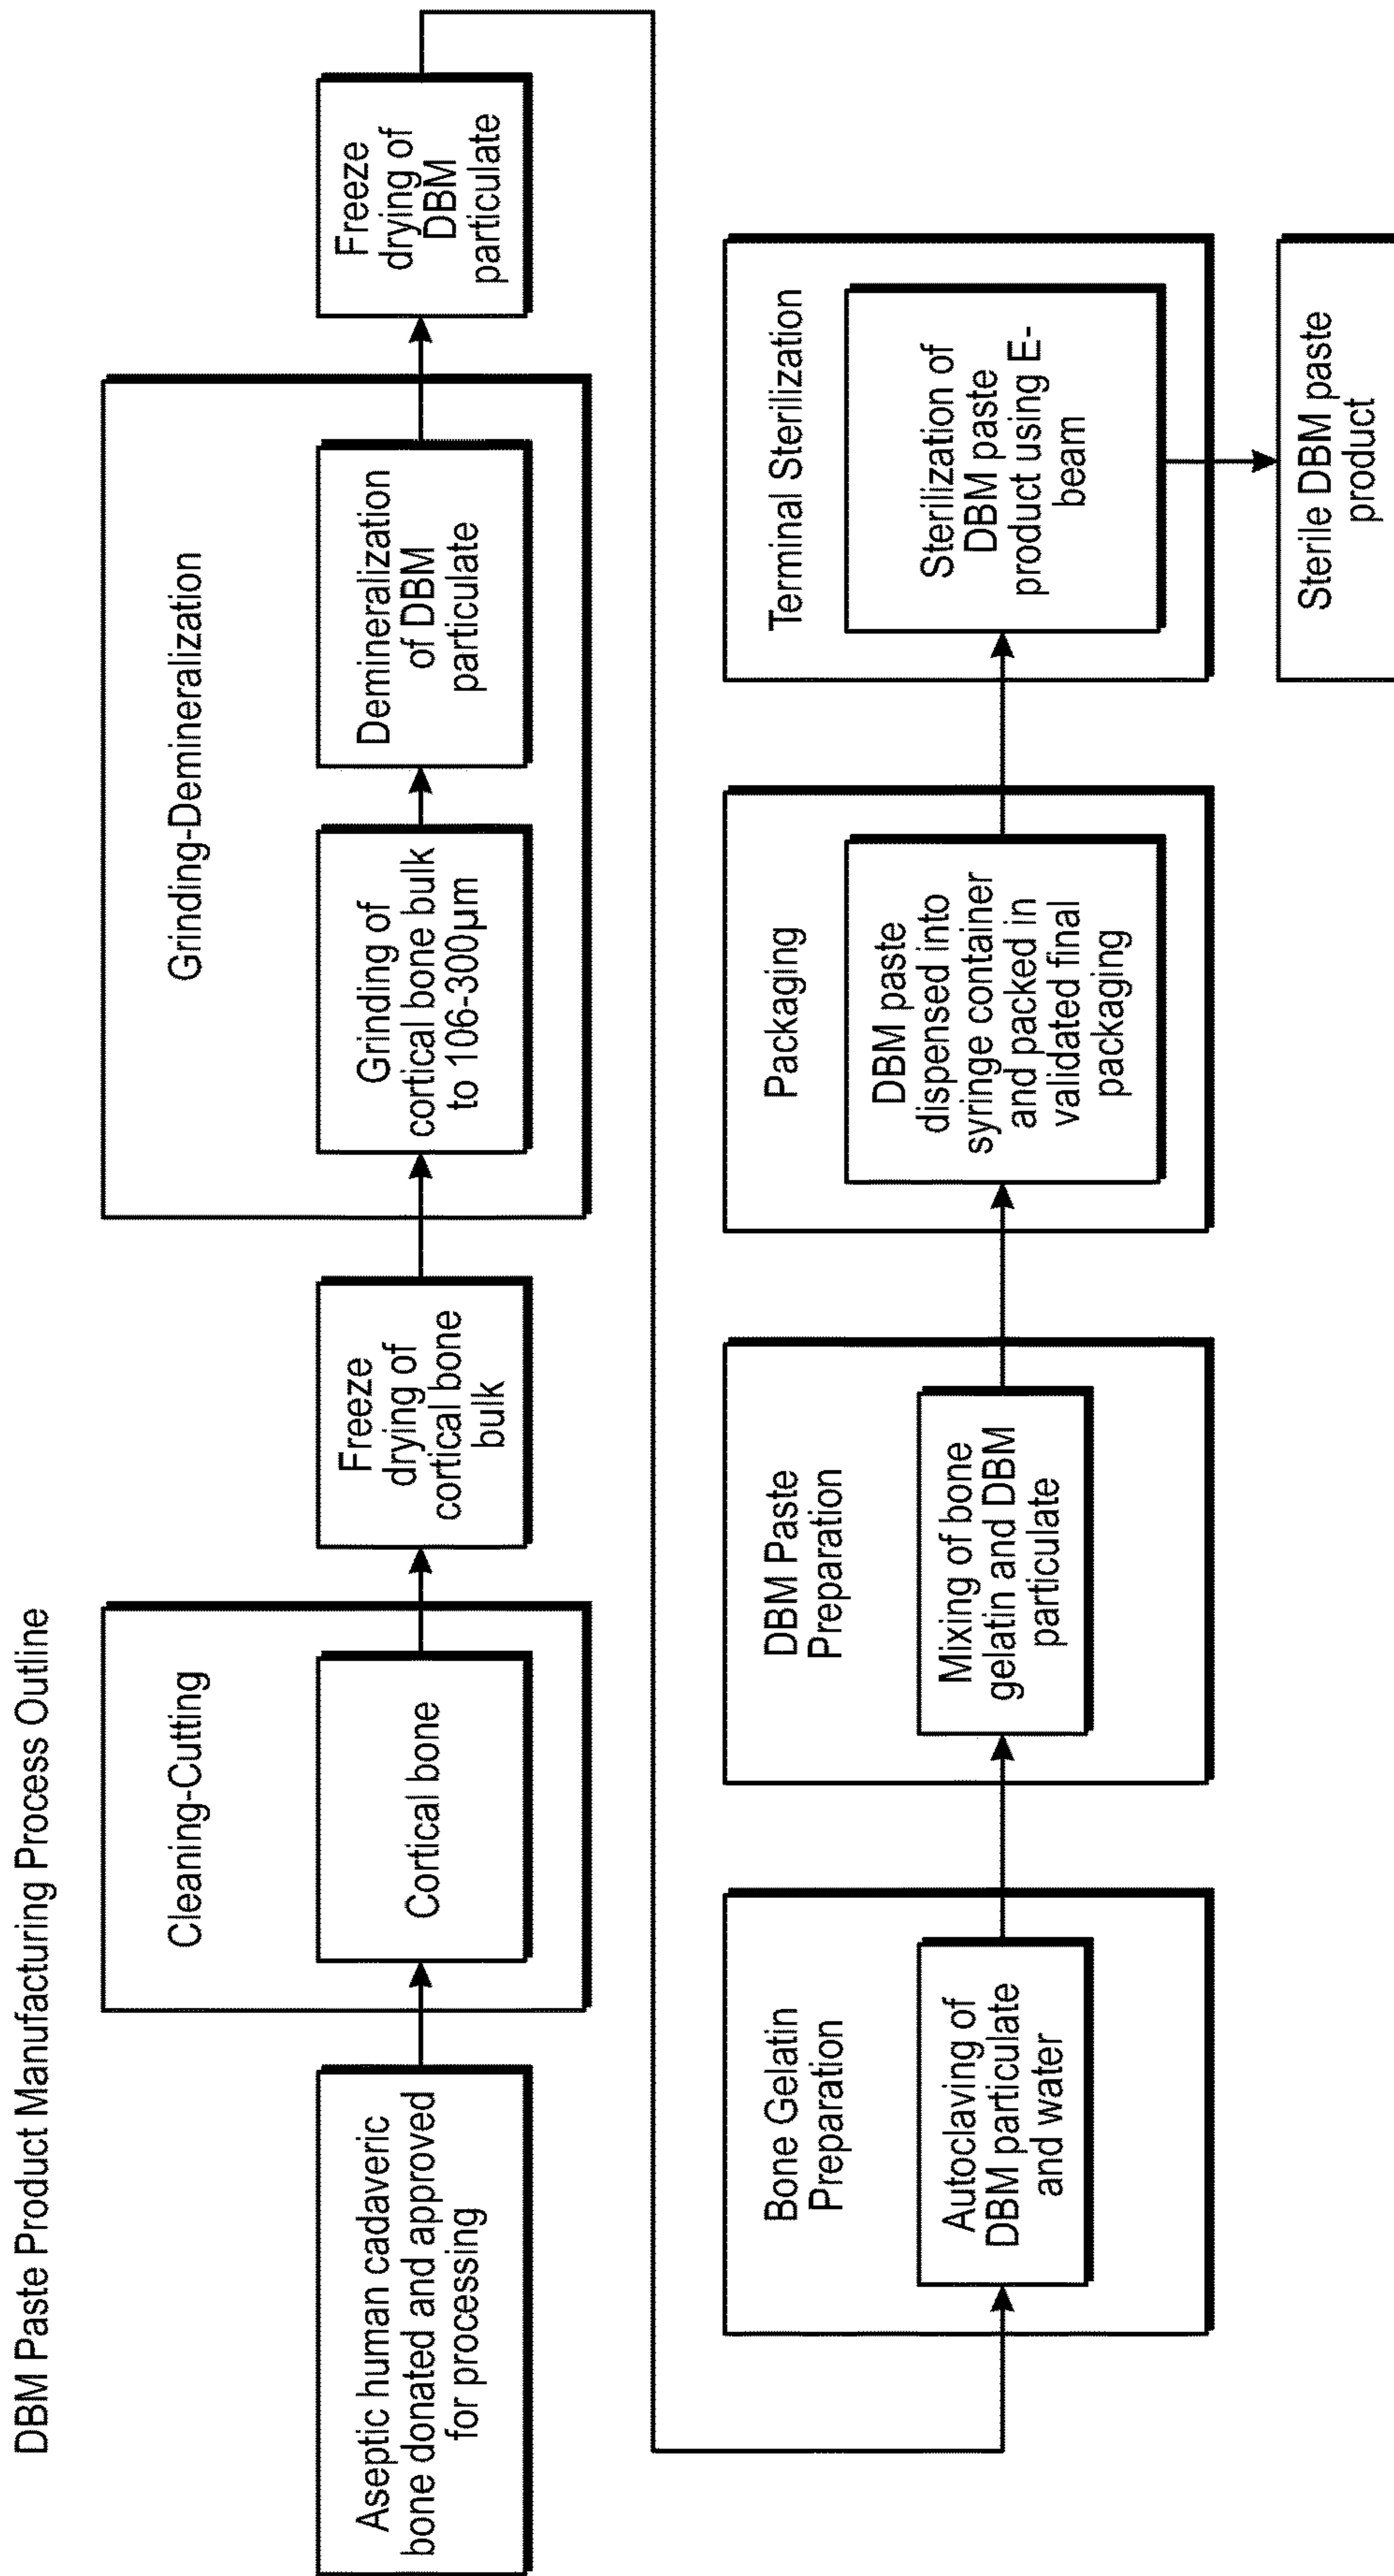 DBM Paste Product Manufacturing Process Outline
Aseptic human cadaveric
bone donated and approved
for processing
Cleaning-Cutting
Cortical bone
Freeze
drying of
cortical bone
bulk
Grinding-Demineralization
Grinding of
cortical bone bulk
to 106-300µm
Demineralization
of DBM
particulate
Freeze
drying of
DBM
particulate
Bone Gelatin
Preparation
Autoclaving of
DBM particulate
and water
DBM Paste
Preparation
Mixing of bone
gelatin and DBM
particulate
Packaging
DBM paste
dispensed into
syringe container
and packed in
validated final
packaging
Terminal Sterilization
Sterilization of
DBM paste
product using E-
beam
Sterile DBM paste
product